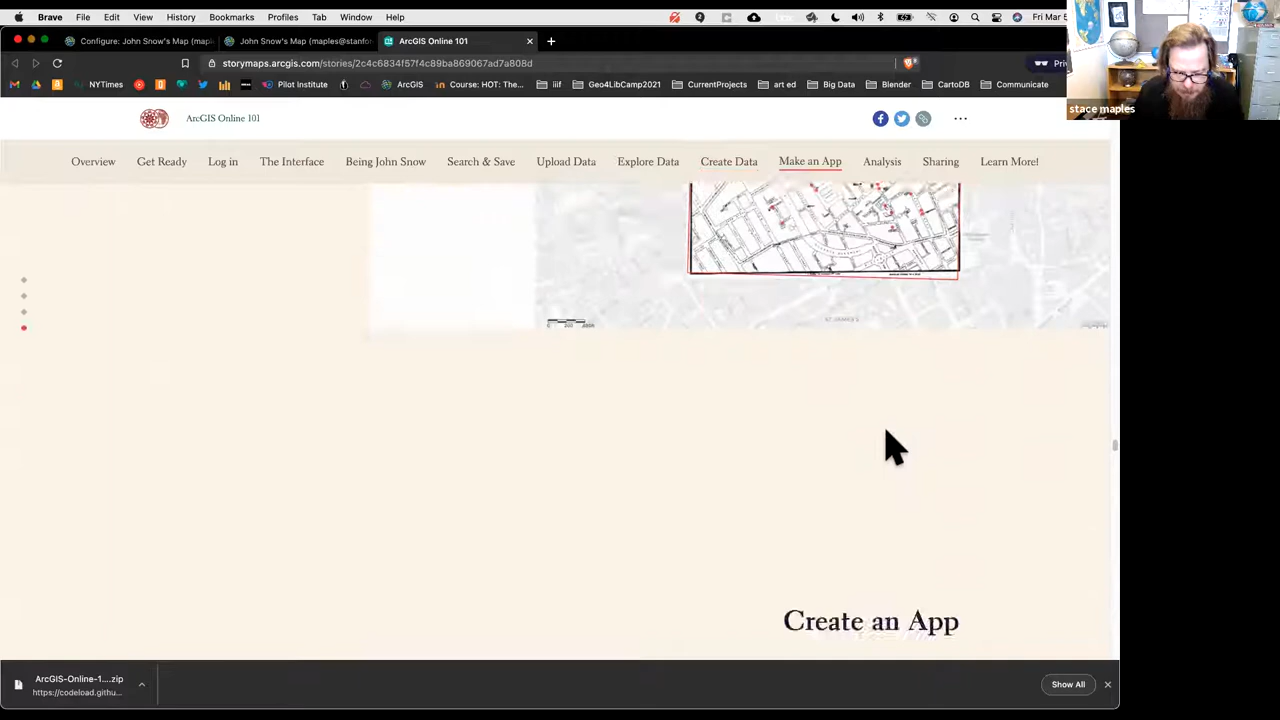 Brave File Edit View History Bookmarks Profiles Tab Window Help Fri Mar 5
Configure: John Snow's Map (mapl
John Snow's Map (maples@stanfor
ArcGIS Online 101
storymaps.arcgis.com/stories/2c4c6834f57f4c89ba869067ad7a808d
Priv
NYTimes Pilot Institute ArcGIS Course: HOT: The... iiif Geo4LibCamp2021 CurrentProjects art ed Big Data Blender CartoDB Communicate
stace maples
ArcGIS Online 101
Overview Get Ready Log in The Interface Being John Snow Search & Save Upload Data Explore Data Create Data Make an App Analysis Sharing Learn More!
Create an App
ArcGIS-Online-1....zip
https://codeload.githu...
Show All